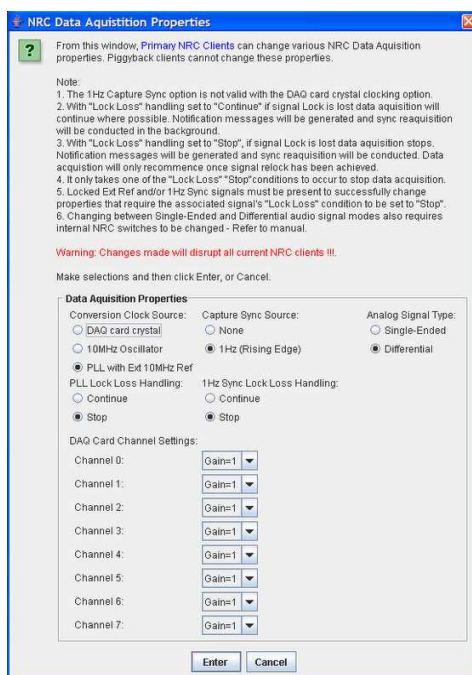 NRC Data Aquistition Properties
From this window, Primary NRC Clients can change various NRC Data Aquisition
properties. Piggyback clients cannot change these properties.
Note:
1. The 1Hz Capture Sync option is not valid with the DAQ card crystal clocking option.
2. With "Lock Loss" handling set to "Continue" if signal Lock is lost data aquisition will
continue where possible. Notification messages will be generated and sync reaquisition
will be conducted in the background.
3. With "Lock Loss" handling set to "Stop", if signal Lock is lost data aquisition stops.
Notification messages will be generated and sync reaquisition will be conducted. Data
acquistion will only recommence once signal relock has been achieved.
4. It only takes one of the "Lock Loss" "Stop"conditions to occur to stop data aquisition.
5. Locked Ext Ref and/or 1Hz Sync signals must be present to successfully change
properties that require the associated signal's "Lock Loss" condition to be set to "Stop".
6. Changing between Single-Ended and Differential audio signal modes also requires
internal NRC switches to be changed - Refer to manual.
Warning: Changes made will disrupt all current NRC clients !!!.
Make selections and then click Enter, or Cancel.
Data Aquisition Properties
Conversion Clock Source: Capture Sync Source: Analog Signal Type:
DAQ card crystal None Single-Ended
10MHz Oscillator 1Hz (Rising Edge) Differential
PLL with Ext 10MHz Ref
PLL Lock Loss Handling: 1Hz Sync Lock Loss Handling:
Continue Continue
Stop Stop
DAQ Card Channel Settings:
Channel 0: Gain=1
Channel 1: Gain=1
Channel 2: Gain=1
Channel 3: Gain=1
Channel 4: Gain=1
Channel 5: Gain=1
Channel 6: Gain=1
Channel 7: Gain=1
Enter Cancel